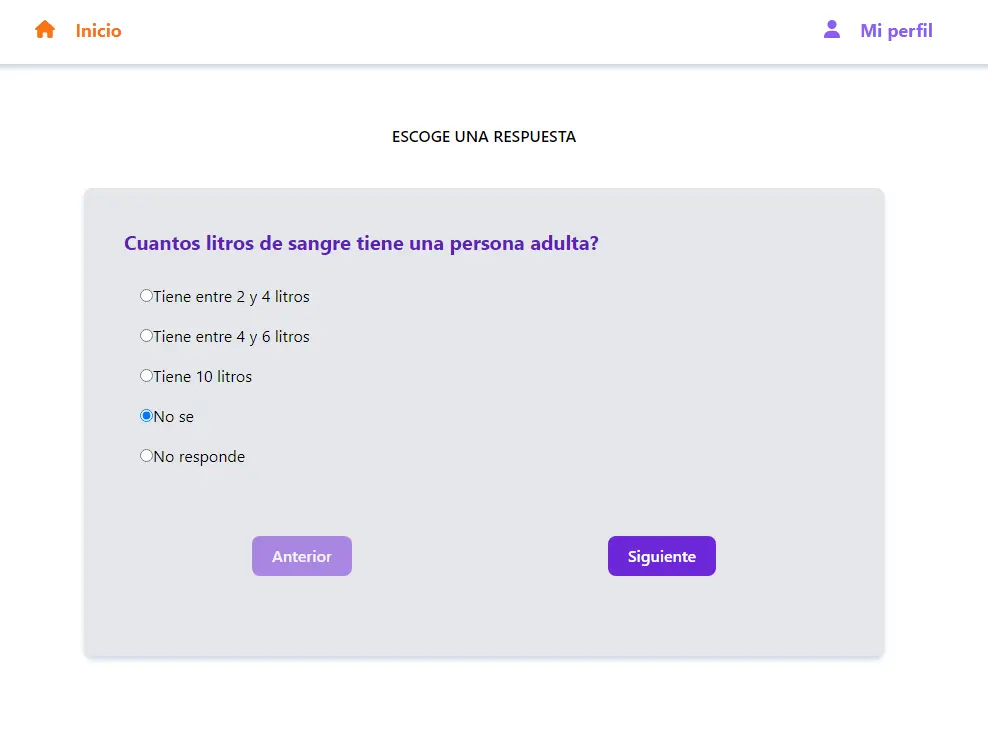 Inicio
Mi perfil
ESCOGE UNA RESPUESTA
Cuantos litros de sangre tiene una persona adulta?
Tiene entre 2 y 4 litros
Tiene entre 4 y 6 litros
Tiene 10 litros
No se
No responde
Anterior
Siguiente